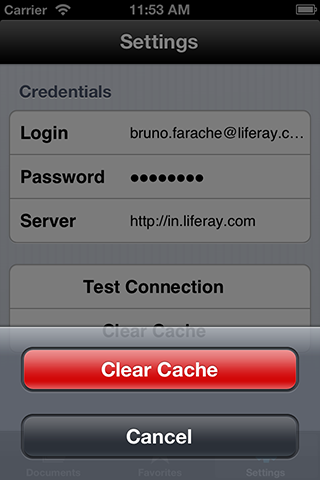 Carrier 11:53 AM
Settings
Credentials
Login bruno.farache@liferay.c...
Password ••••••••
Server http://in.liferay.com
Test Connection
Clear Cache
Clear Cache
Cancel
Documents Favorites Settings